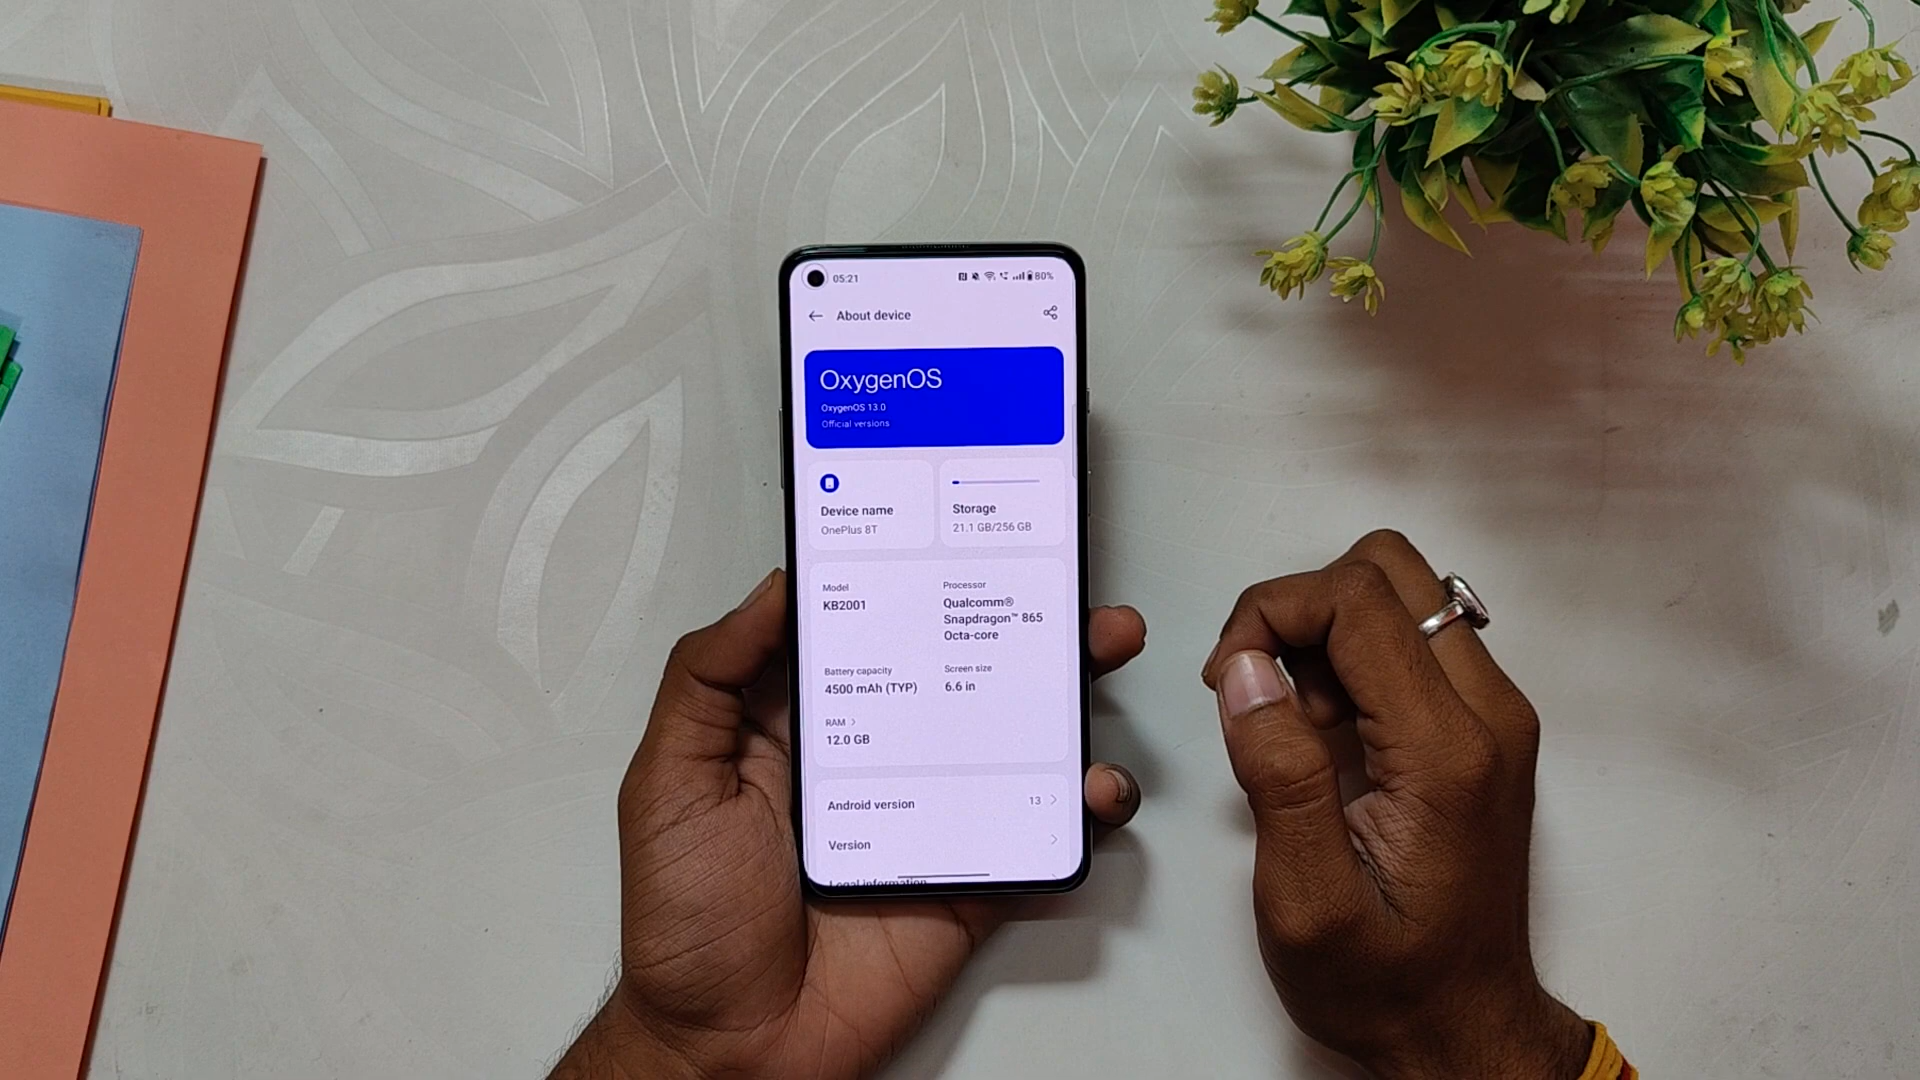 05:21
80%
About device
OxygenOS
OxygenOS 13.0
Official versions
Device name
OnePlus 8T
Storage
21.1 GB/256 GB
Model
KB2001
Processor
Qualcomm®
Snapdragon™ 865
Octa-core
Battery capacity
4500 mAh (TYP)
Screen size
6.6 in
RAM >
12.0 GB
Android version 13 >
Version >
Legal information